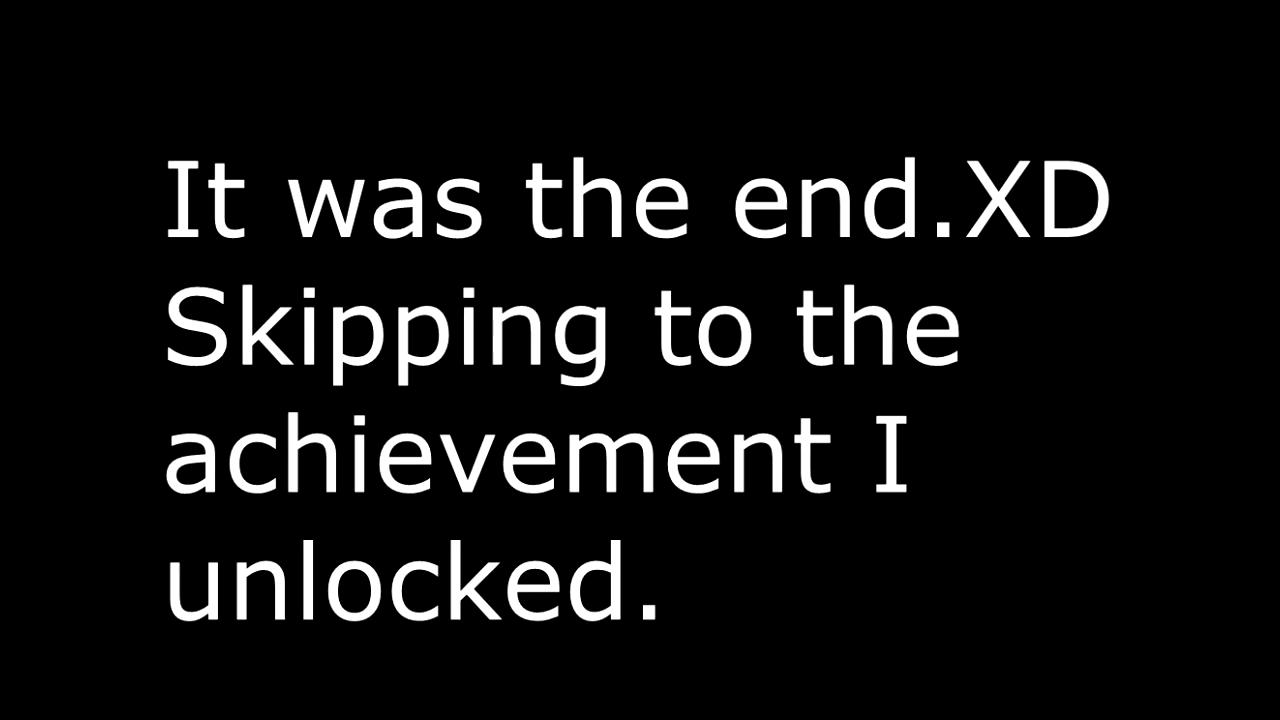 It was the end.XD
Skipping to the
achievement I
unlocked.